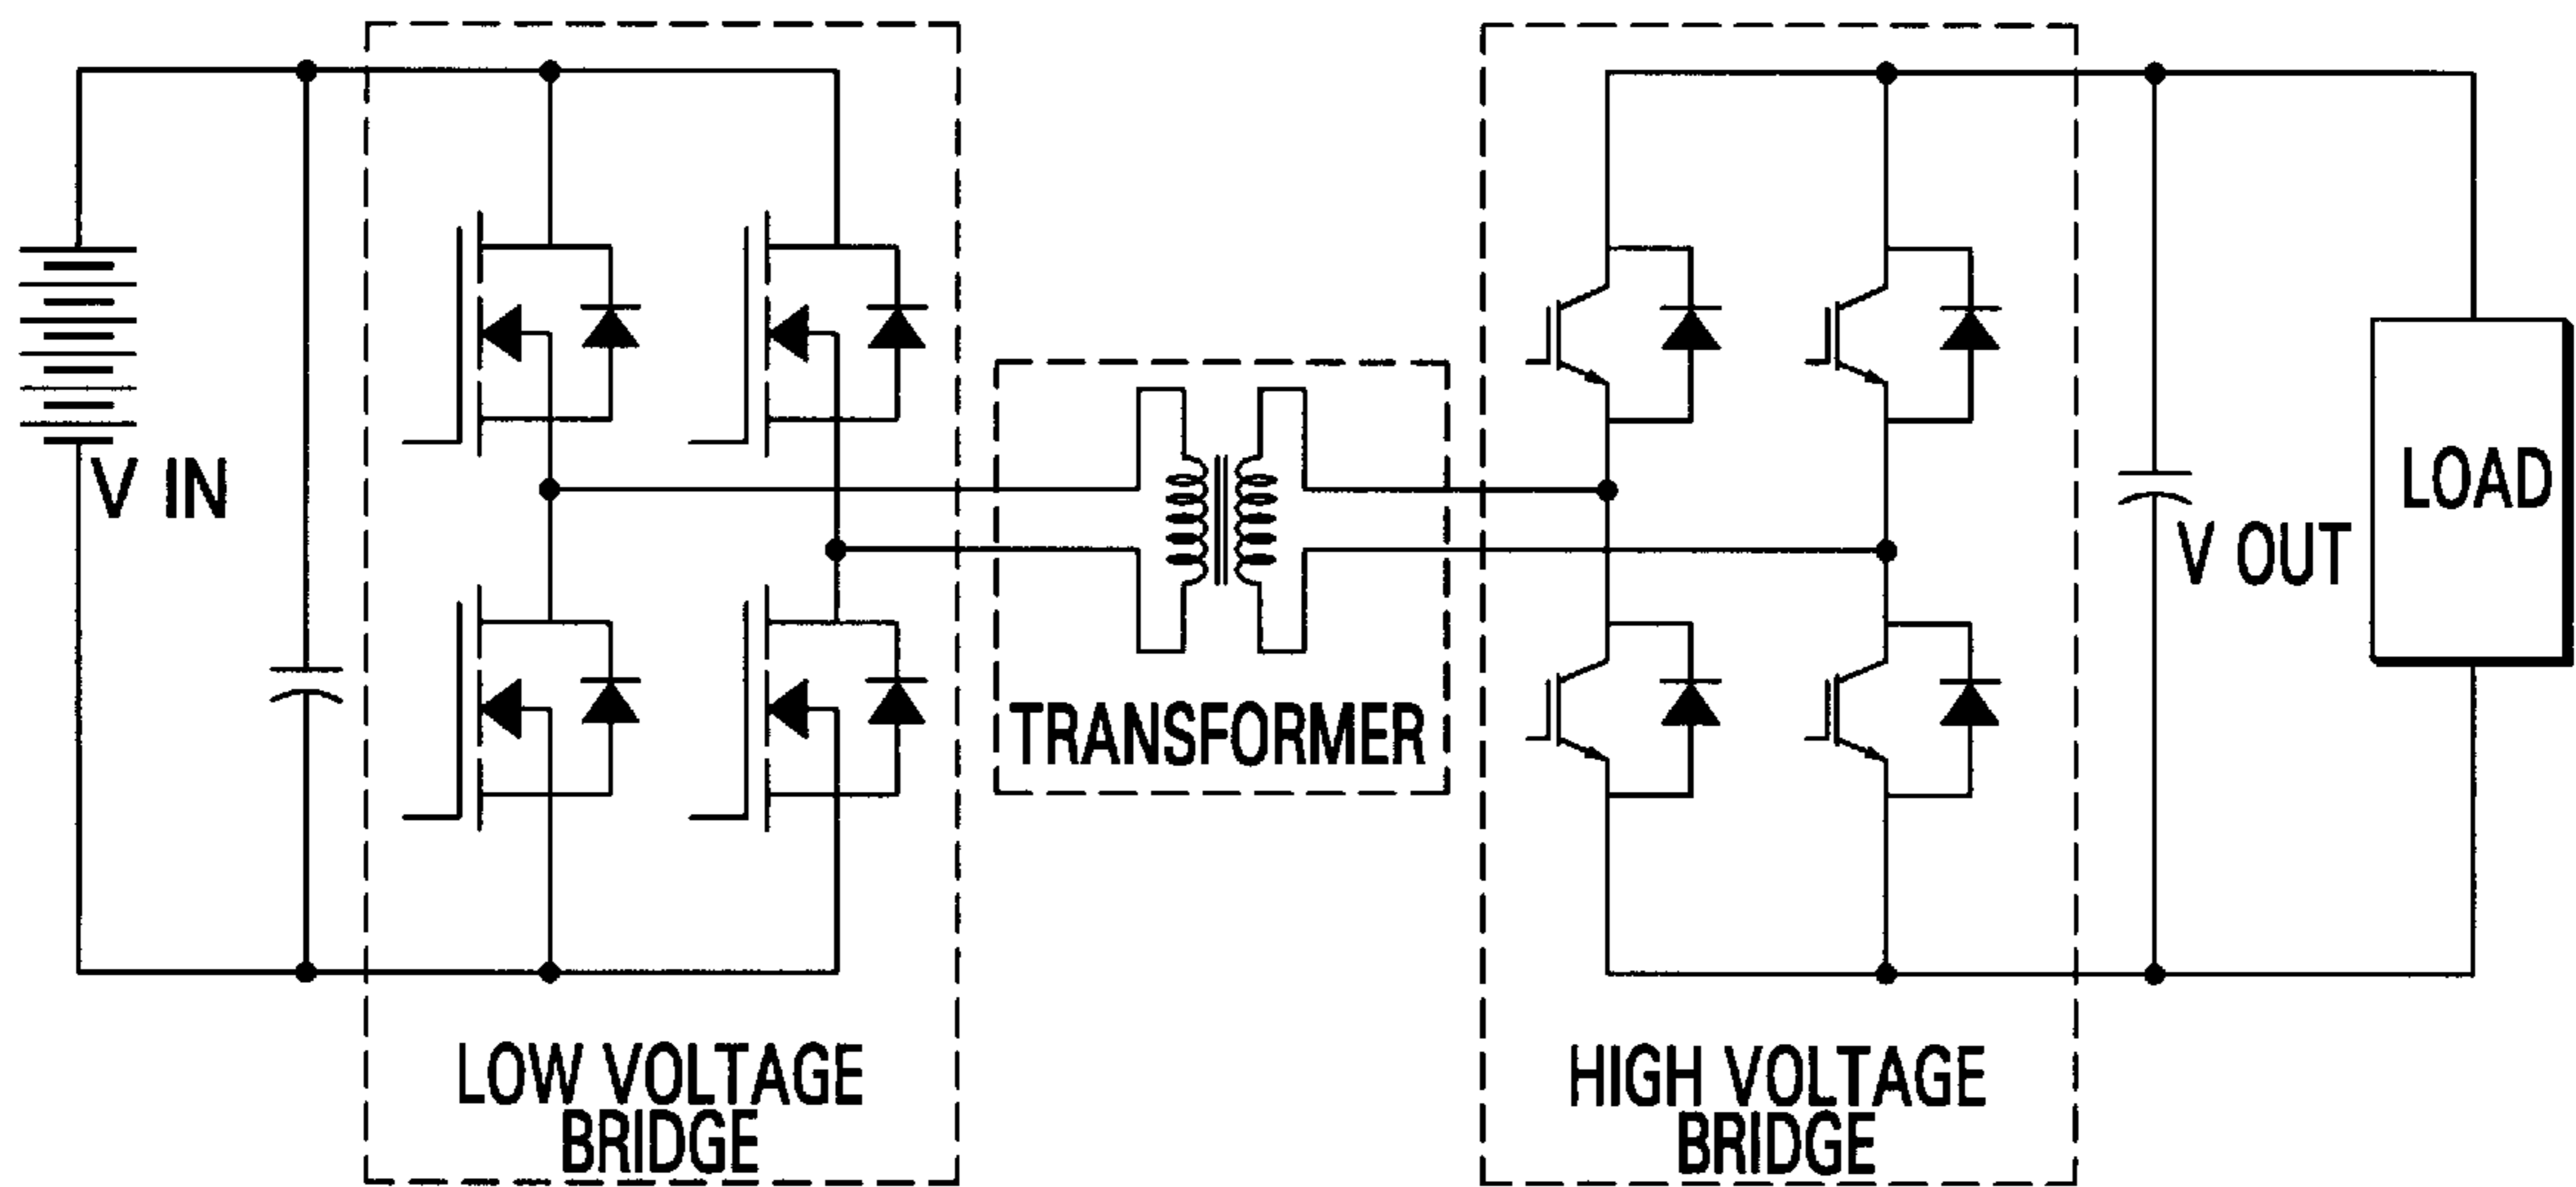 V IN
LOW VOLTAGE
BRIDGE
TRANSFORMER
HIGH VOLTAGE
BRIDGE
V OUT
LOAD